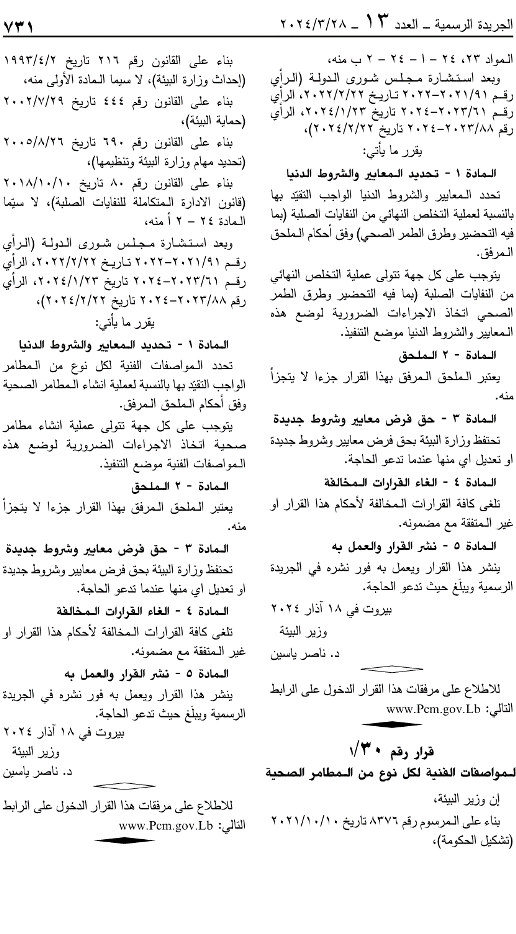 الجريدة الرسمية ـ العدد ١٣ ـ ٢٠٢٤/٣/٢٨
٧٣١
المواد ٢٣، ٢٤ – ١ – ٢٤ – ٢ ب منه،
وبعد استشارة مجلس شورى الدولة (الرأي
رقم ٢٠٢١/٩١–٢٠٢٢ تاريخ ٢٠٢٢/٢/٢٢، الرأي
رقم ٢٠٢٣/٦١–٢٠٢٤ تاريخ ٢٠٢٤/١/٢٣، الرأي
رقم ٢٠٢٣/٨٨–٢٠٢٤ تاريخ ٢٠٢٤/٢/٢٢)،
يقرر ما يأتي:
المادة ١ - تحديد المعايير والشروط الدنيا
تحدد المعايير والشروط الدنيا الواجب التقيّد بها
بالنسبة لعملية التخلص النهائي من النفايات الصلبة (بما
فيه التحضير وطرق الطمر الصحي) وفق أحكام الملحق
المرفق.
يتوجب على كل جهة تتولى عملية التخلص النهائي
من النفايات الصلبة (بما فيه التحضير وطرق الطمر
الصحي اتخاذ الاجراءات الضرورية لوضع هذه
المعايير والشروط الدنيا موضع التنفيذ.
المادة - ٢ الملحق
يعتبر الملحق المرفق بهذا القرار جزءا لا يتجزأ
منه.
المادة ٣ - حق فرض معايير وشروط جديدة
تحتفظ وزارة البيئة بحق فرض معايير وشروط جديدة
او تعديل اي منها عندما تدعو الحاجة.
المادة ٤ - الغاء القرارات المخالفة
تلغى كافة القرارات المخالفة لأحكام هذا القرار او
غير المتفقة مع مضمونه.
المادة ٥ - نشر القرار والعمل به
ينشر هذا القرار ويعمل به فور نشره في الجريدة
الرسمية ويبلّغ حيث تدعو الحاجة.
بيروت في ١٨ آذار ٢٠٢٤
وزير البيئة
د. ناصر ياسين
للاطلاع على مرفقات هذا القرار الدخول على الرابط
التالي: www.Pcm.gov.Lb
قرار رقم ١/٣٠
لمواصفات الفنية لكل نوع من المطامر الصحية
إن وزير البيئة،
بناء على المرسوم رقم ٨٣٧٦ تاريخ ٢٠٢١/١٠/١٠
(تشكيل الحكومة)،
بناء على القانون رقم ٢١٦ تاريخ ١٩٩٣/٤/٢
(إحداث وزارة البيئة)، لا سيما المادة الأولى منه،
بناء على القانون رقم ٤٤٤ تاريخ ٢٠٠٢/٧/٢٩
(حماية البيئة)،
بناء على القانون رقم ٦٩٠ تاريخ ٢٠٠٥/٨/٢٦
(تحديد مهام وزارة البيئة وتنظيمها)،
بناء على القانون رقم ٨٠ تاريخ ٢٠١٨/١٠/١٠
(قانون الادارة المتكاملة للنفايات الصلبة)، لا سيّما
المادة ٢٤ – ٢ أ منه،
وبعد استشارة مجلس شورى الدولة (الرأي
رقم ٢٠٢١/٩١–٢٠٢٢ تاريخ ٢٠٢٢/٢/٢٢، الرأي
رقم ٢٠٢٣/٦١–٢٠٢٤ تاريخ ٢٠٢٤/١/٢٣، الرأي
رقم ٢٠٢٣/٨٨–٢٠٢٤ تاريخ ٢٠٢٤/٢/٢٢)،
يقرر ما يأتي:
المادة ١ - تحديد المعايير والشروط الدنيا
تحدد المواصفات الفنية لكل نوع من المطامر
الواجب التقيّد بها بالنسبة لعملية انشاء المطامر الصحية
وفق أحكام الملحق المرفق.
يتوجب على كل جهة تتولى عملية انشاء مطامر
صحية اتخاذ الاجراءات الضرورية لوضع هذه
المواصفات الفنية موضع التنفيذ.
المادة - ٢ الملحق
يعتبر الملحق المرفق بهذا القرار جزءا لا يتجزأ
منه.
المادة ٣ - حق فرض معايير وشروط جديدة
تحتفظ وزارة البيئة بحق فرض معايير وشروط جديدة
او تعديل اي منها عندما تدعو الحاجة.
المادة ٤ - الغاء القرارات المخالفة
تلغى كافة القرارات المخالفة لأحكام هذا القرار او
غير المتفقة مع مضمونه.
المادة ٥ - نشر القرار والعمل به
ينشر هذا القرار ويعمل به فور نشره في الجريدة
الرسمية ويبلّغ حيث تدعو الحاجة.
بيروت في ١٨ آذار ٢٠٢٤
وزير البيئة
د. ناصر ياسين
للاطلاع على مرفقات هذا القرار الدخول على الرابط
التالي: www.Pcm.gov.Lb